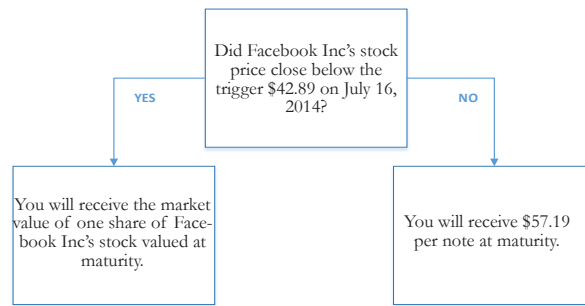 Did Facebook Inc's stock
price close below the
trigger $42.89 on July 16,
2014?
YES
NO
You will receive the market
value of one share of Face-
book Inc's stock valued at
maturity.
You will receive $57.19
per note at maturity.